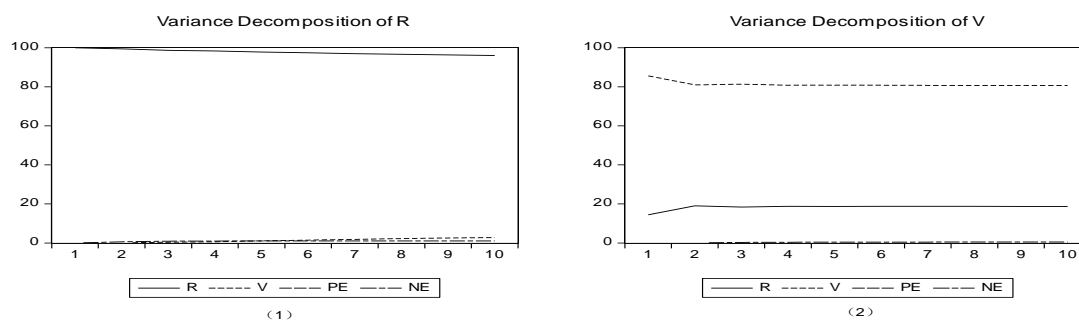 Variance Decomposition of R
100
80
60
40
20
0
1 2 3 4 5 6 7 8 9 10
R V PE NE
（1）
Variance Decomposition of V
100
80
60
40
20
0
1 2 3 4 5 6 7 8 9 10
R V PE NE
（2）